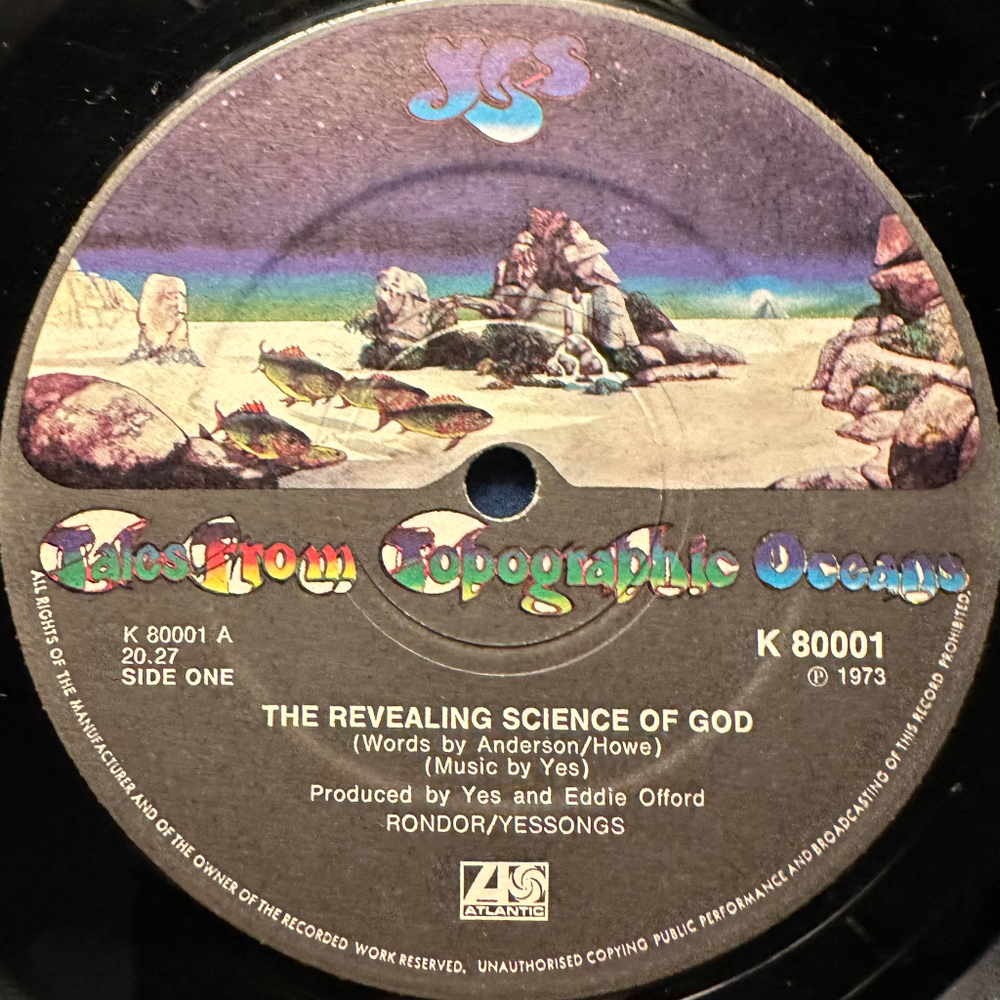 Yes
Tales From Topographic Oceans
K 80001 A
20.27
SIDE ONE
K 80001
Ⓟ 1973
THE REVEALING SCIENCE OF GOD
(Words by Anderson/Howe)
(Music by Yes)
Produced by Yes and Eddie Offord
RONDOR/YESSONGS
ATLANTIC
ALL RIGHTS OF THE MANUFACTURER AND OF THE OWNER OF THE RECORDED WORK RESERVED. UNAUTHORISED COPYING PUBLIC PERFORMANCE AND BROADCASTING OF THIS RECORD PROHIBITED.